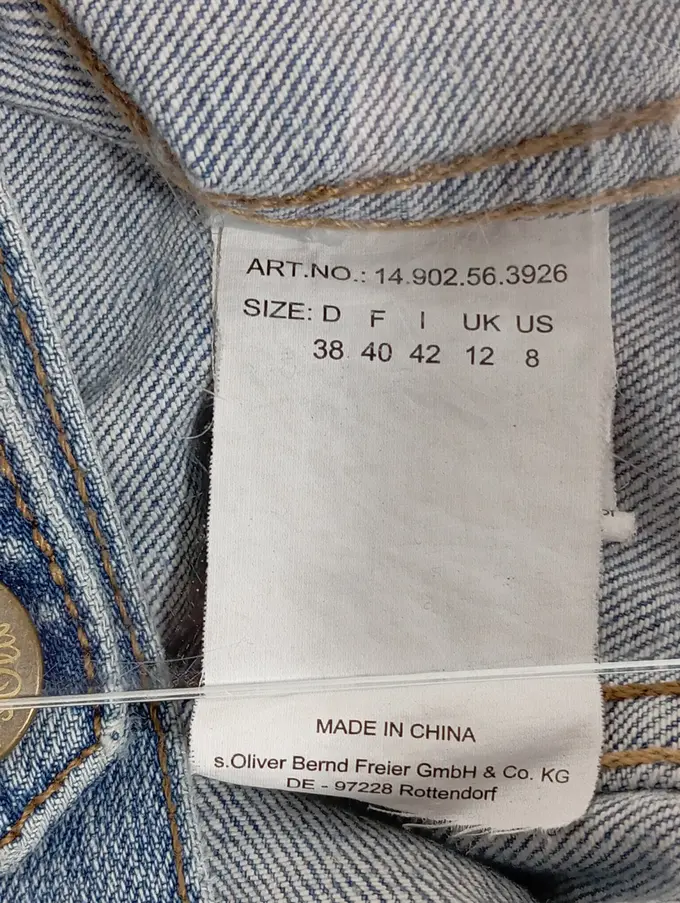 ART.NO.: 14.902.56.3926
SIZE: D F I UK US
38 40 42 12 8
MADE IN CHINA
s.Oliver Bernd Freier GmbH & Co. KG
DE - 97228 Rottendorf